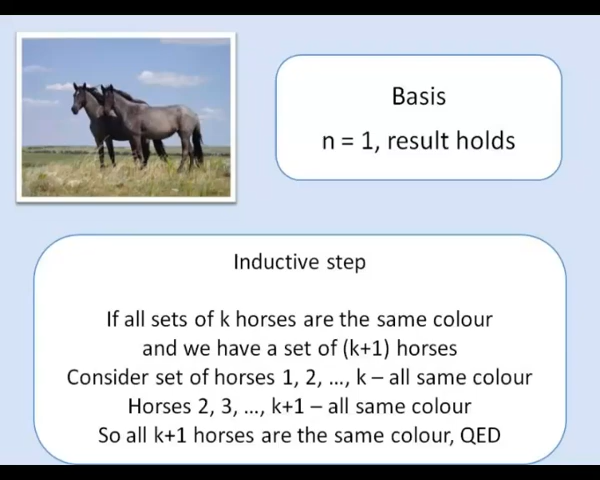 Basis
n = 1, result holds
Inductive step
If all sets of k horses are the same colour
and we have a set of (k+1) horses
Consider set of horses 1, 2, ..., k – all same colour
Horses 2, 3, ..., k+1 – all same colour
So all k+1 horses are the same colour, QED